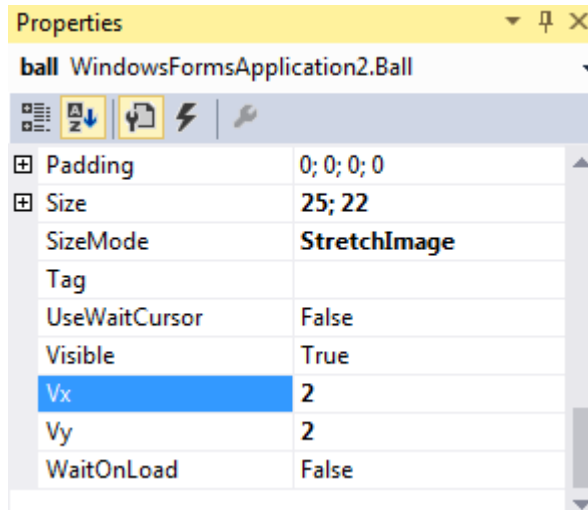 Properties
ball WindowsFormsApplication2.Ball
Padding 0; 0; 0; 0
Size 25; 22
SizeMode StretchImage
Tag
UseWaitCursor False
Visible True
Vx 2
Vy 2
WaitOnLoad False